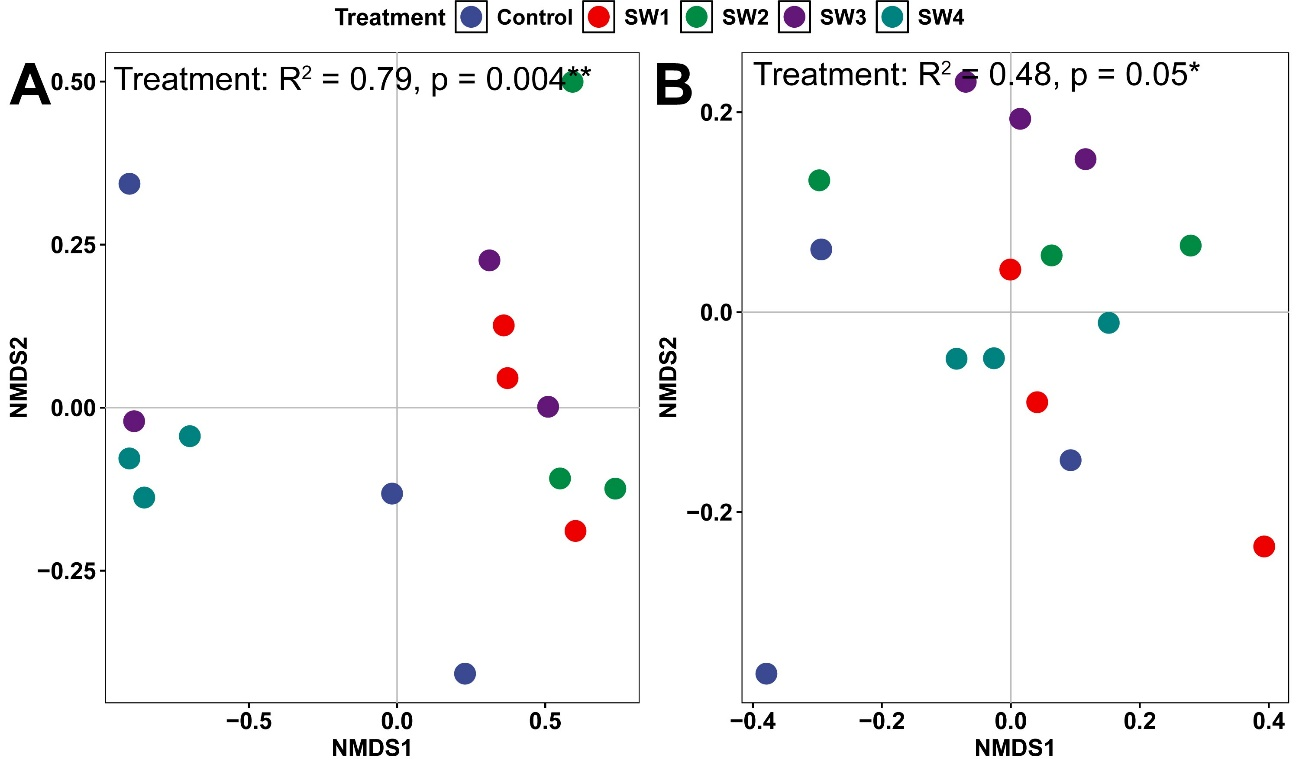 Treatment Control SW1 SW2 SW3 SW4
A
Treatment: R² = 0.79, p = 0.004**
0.50
0.25
0.00
−0.25
NMDS2
−0.5 0.0 0.5
NMDS1
B
Treatment: R² = 0.48, p = 0.05*
0.2
0.0
−0.2
NMDS2
−0.4 −0.2 0.0 0.2 0.4
NMDS1